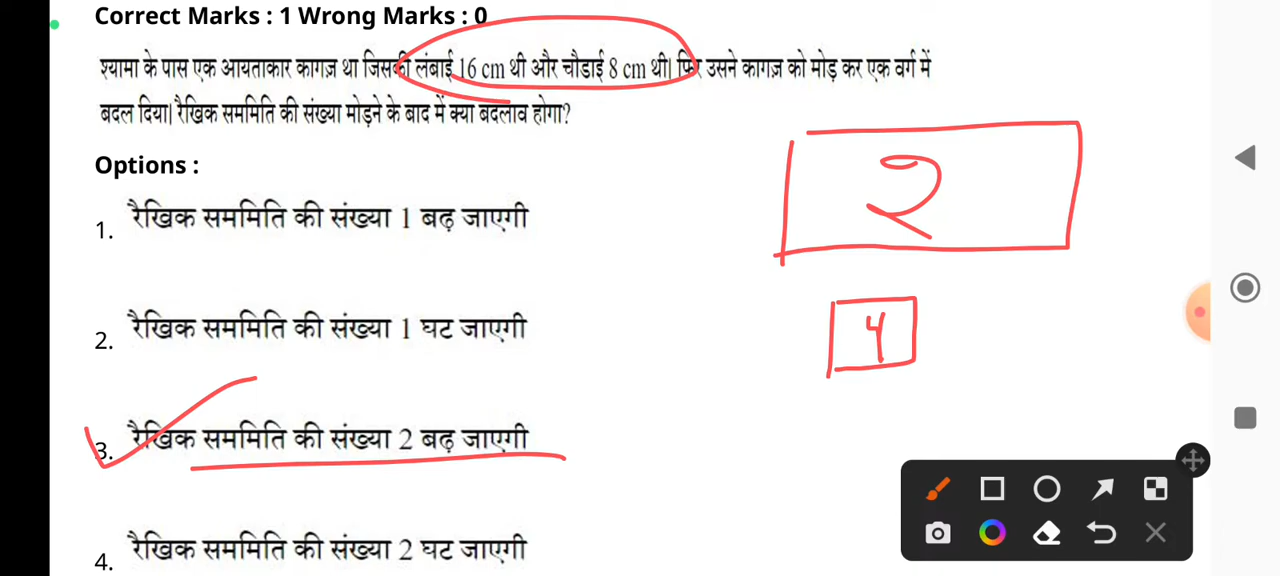 Correct Marks : 1 Wrong Marks : 0
श्यामा के पास एक आयताकार कागज़ था जिसकी लंबाई 16 cm थी और चौडाई 8 cm थी| फिर उसने कागज़ को मोड़ कर एक वर्ग में
बदल दिया| रैखिक सममिति की संख्या मोड़ने के बाद में क्या बदलाव होगा?
Options :
1. रैखिक सममिति की संख्या 1 बढ़ जाएगी
2. रैखिक सममिति की संख्या 1 घट जाएगी
3. रैखिक सममिति की संख्या 2 बढ़ जाएगी
4. रैखिक सममिति की संख्या 2 घट जाएगी
2
4